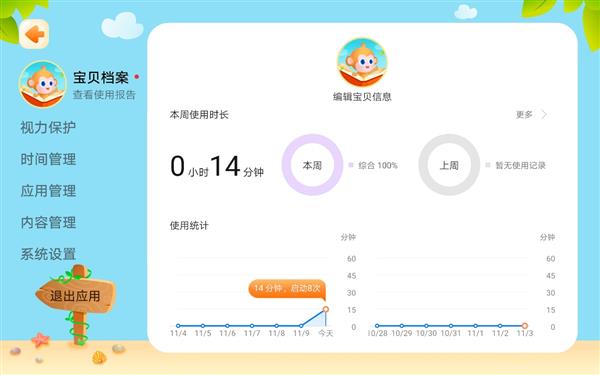 宝贝档案
查看使用报告
视力保护
时间管理
应用管理
内容管理
系统设置
退出应用
编辑宝贝信息
本周使用时长
更多
0 小时 14 分钟
本周
综合 100%
上周
暂无使用记录
使用统计
分钟
60
45
30
15
0
14 分钟，启动8次
11/4 11/5 11/6 11/7 11/8 11/9 今天
分钟
60
45
30
15
0
10/28 10/29 10/30 10/31 11/1 11/2 11/3